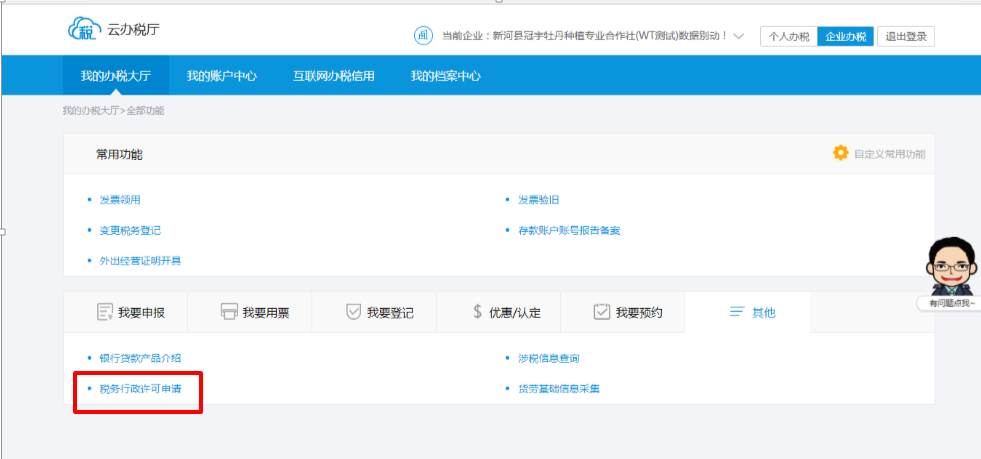 税 云办税厅
当前企业：新河县冠宇牡丹种植专业合作社(WT测试)数据别动！ 个人办税 企业办税 退出登录
我的办税大厅 我的账户中心 互联网办税信用 我的档案中心
我的办税大厅>全部功能
常用功能 自定义常用功能
发票领用 发票验旧
变更税务登记 存款账户账号报告备案
外出经营证明开具
有问题点我~
我要申报 我要用票 我要登记 优惠/认定 我要预约 其他
银行贷款产品介绍 涉税信息查询
税务行政许可申请 货劳基础信息采集